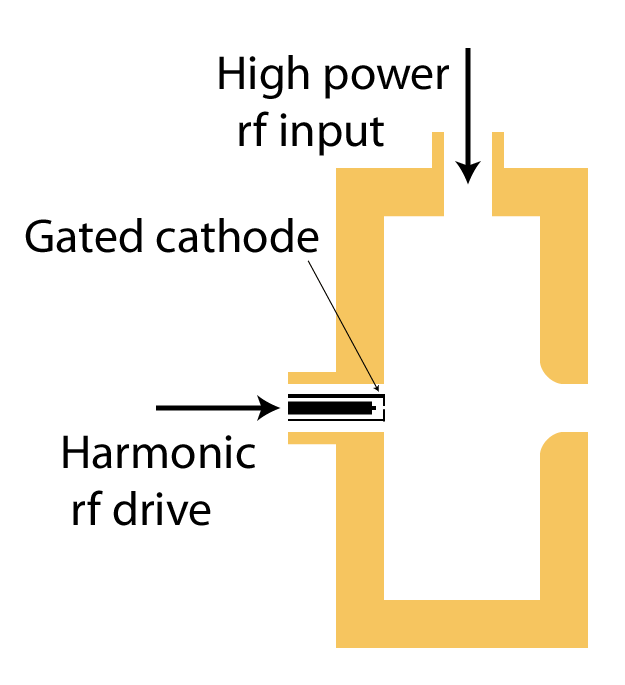 High power
rf input
Gated cathode
Harmonic
rf drive